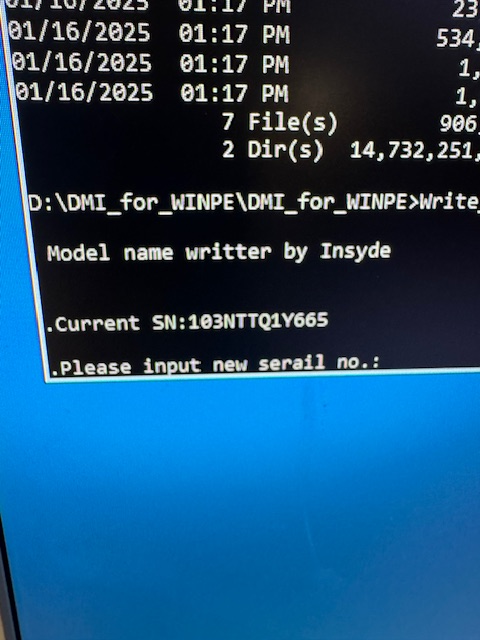 01/16/2025 01:17 PM 23
01/16/2025 01:17 PM 534,
01/16/2025 01:17 PM 1,
01/16/2025 01:17 PM 1,
7 File(s) 906
2 Dir(s) 14,732,251,
D:\DMI_for_WINPE\DMI_for_WINPE>Write_
Model name writter by Insyde
.Current SN:103NTTQ1Y665
.Please input new serail no.: